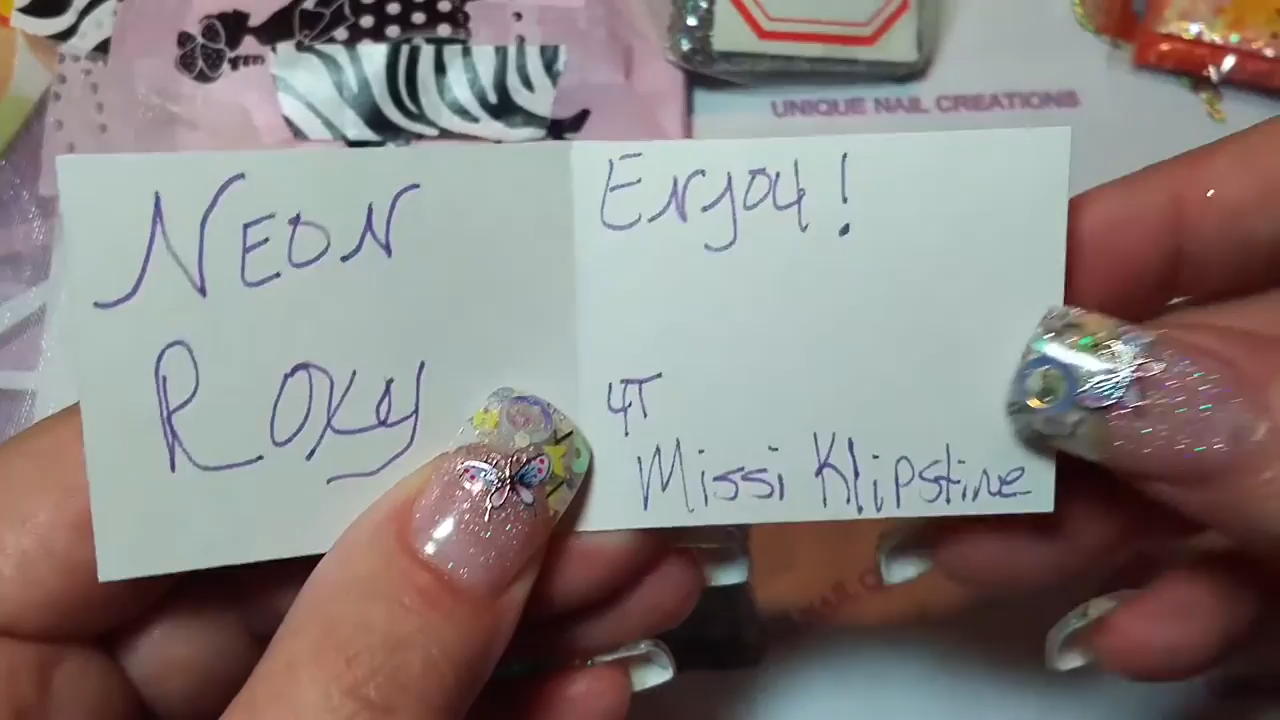 UNIQUE NAIL CREATIONS
NEON
ROXY
ENJOY!
4T
Missi Klipstine